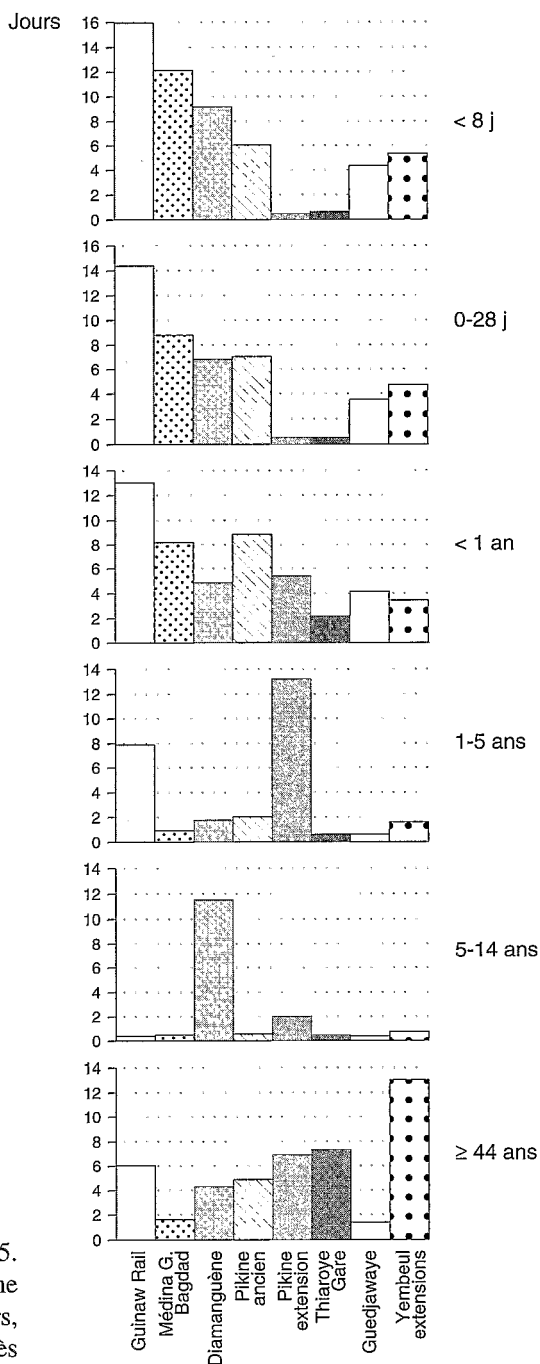 Jours
16
14
12
10
8
6
4
2
0
< 8 j
16
14
12
10
8
6
4
2
0
0-28 j
14
12
10
8
6
4
2
0
< 1 an
14
12
10
8
6
4
2
0
1-5 ans
14
12
10
8
6
4
2
0
5-14 ans
14
12
10
8
6
4
2
0
≥ 44 ans
Guinaw Rail
Médina G.
Bagdad
Diamanguène
Pikine
ancien
Pikine
extension
Thiaroye
Gare
Guedjawaye
Yembeul
extensions
5.
ne
rs,
ès